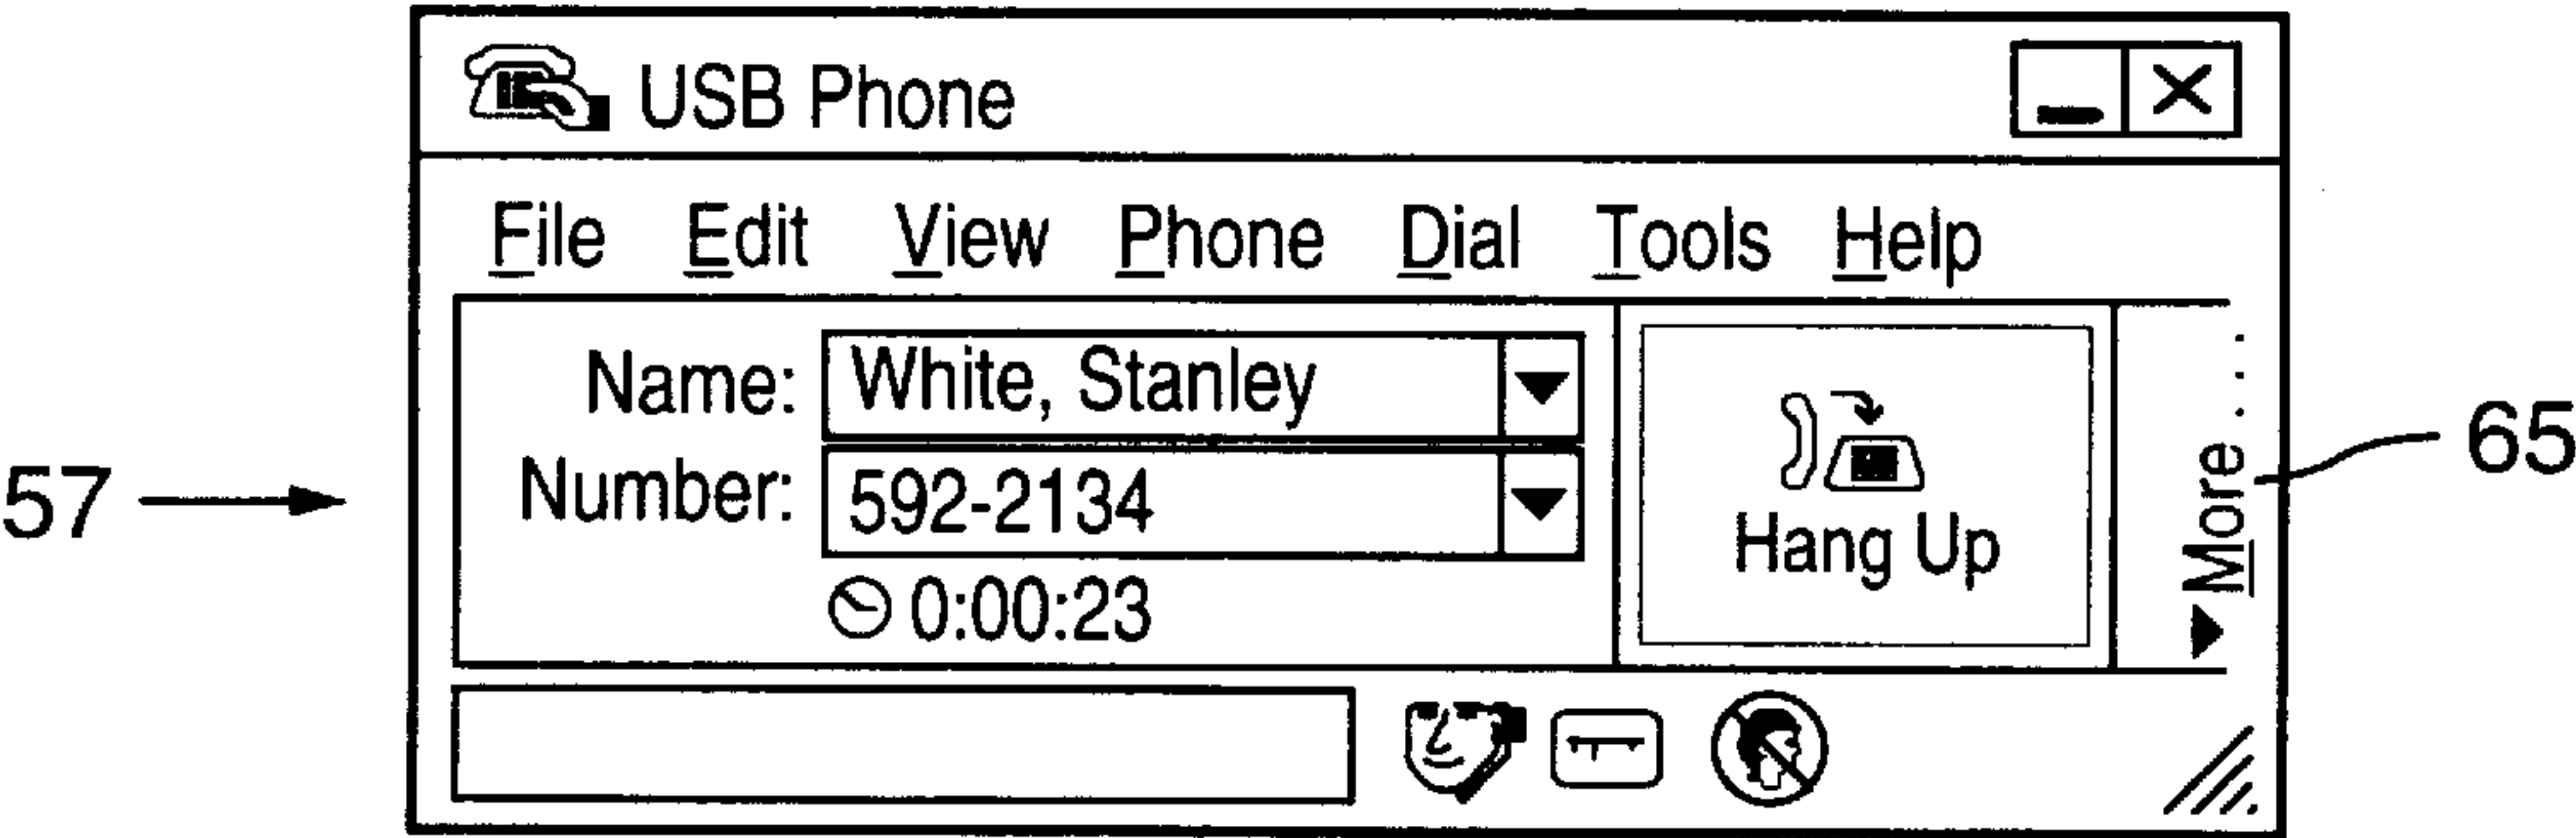 USB Phone
File Edit View Phone Dial Tools Help
Name: White, Stanley
Number: 592-2134
0:00:23
Hang Up
More ....
57
65